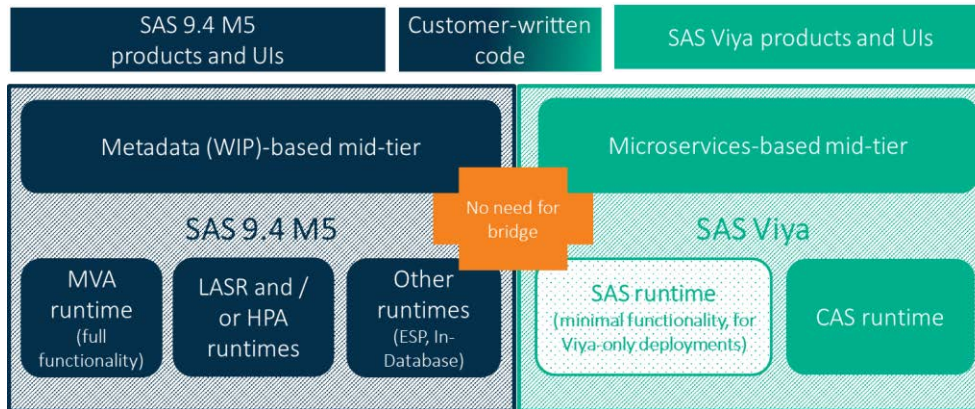 SAS 9.4 M5
products and UIs
Customer-written
code
SAS Viya products and UIs
Metadata (WIP)-based mid-tier
Microservices-based mid-tier
No need for
bridge
SAS 9.4 M5
SAS Viya
MVA
runtime
(full
functionality)
LASR and /
or HPA
runtimes
Other
runtimes
(ESP, In-
Database)
SAS runtime
(minimal functionality, for
Viya-only deployments)
CAS runtime